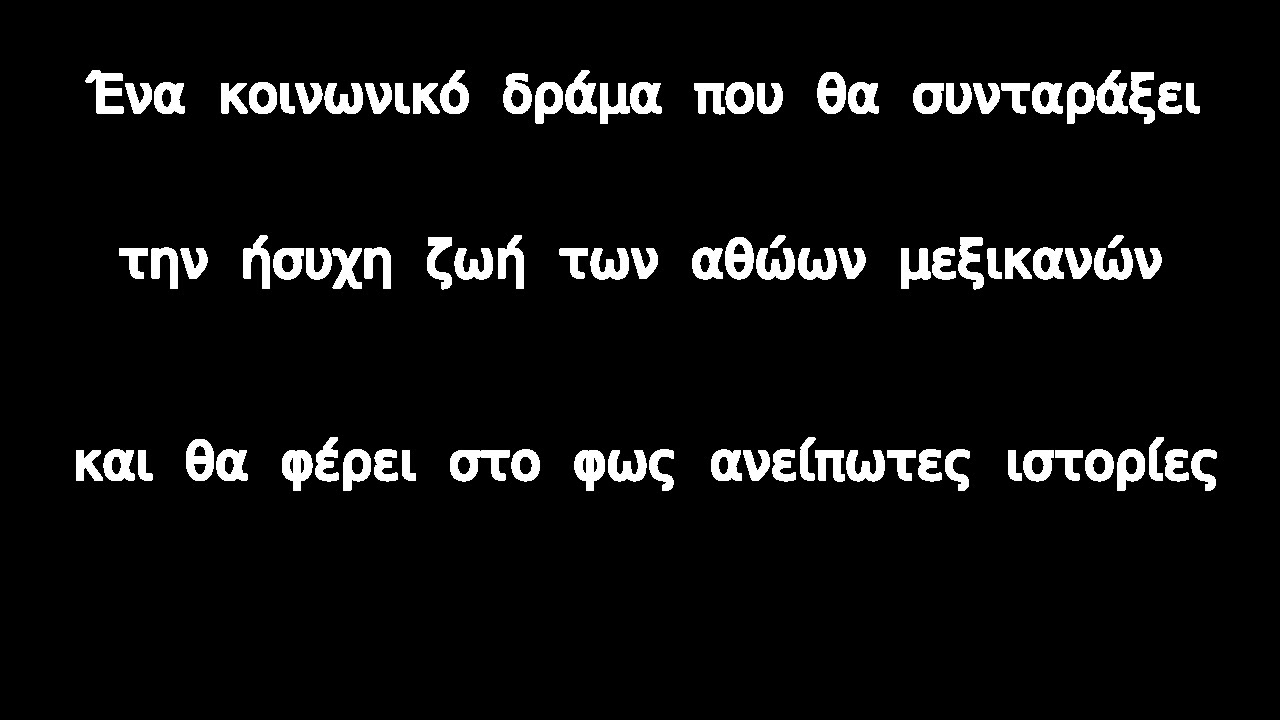 Ένα κοινωνικό δράμα που θα συνταράξει
την ήσυχη ζωή των αθώων μεξικανών
και θα φέρει στο φως ανείπωτες ιστορίες